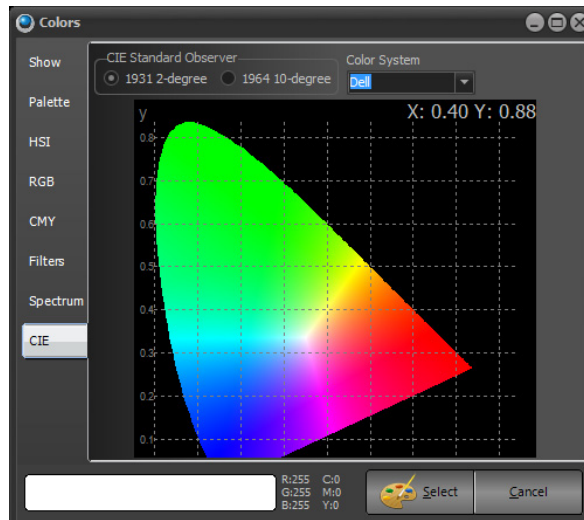 Colors
Show
Palette
HSI
RGB
CMY
Filters
Spectrum
CIE
CIE Standard Observer
1931 2-degree
1964 10-degree
Color System
Dell
X: 0.40 Y: 0.88
y
0.8
0.7
0.6
0.5
0.4
0.3
0.2
0.1
R:255 C:0
G:255 M:0
B:255 Y:0
Select
Cancel